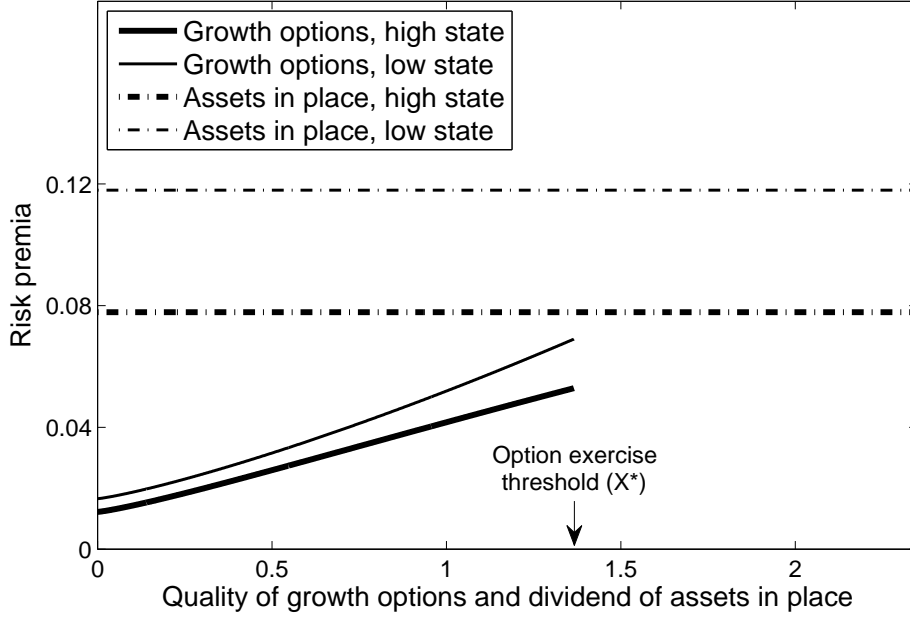 Growth options, high state
Growth options, low state
Assets in place, high state
Assets in place, low state
0.12
0.08
0.04
0
Risk premia
Option exercise
threshold (X*)
0
0.5
1
1.5
2
Quality of growth options and dividend of assets in place